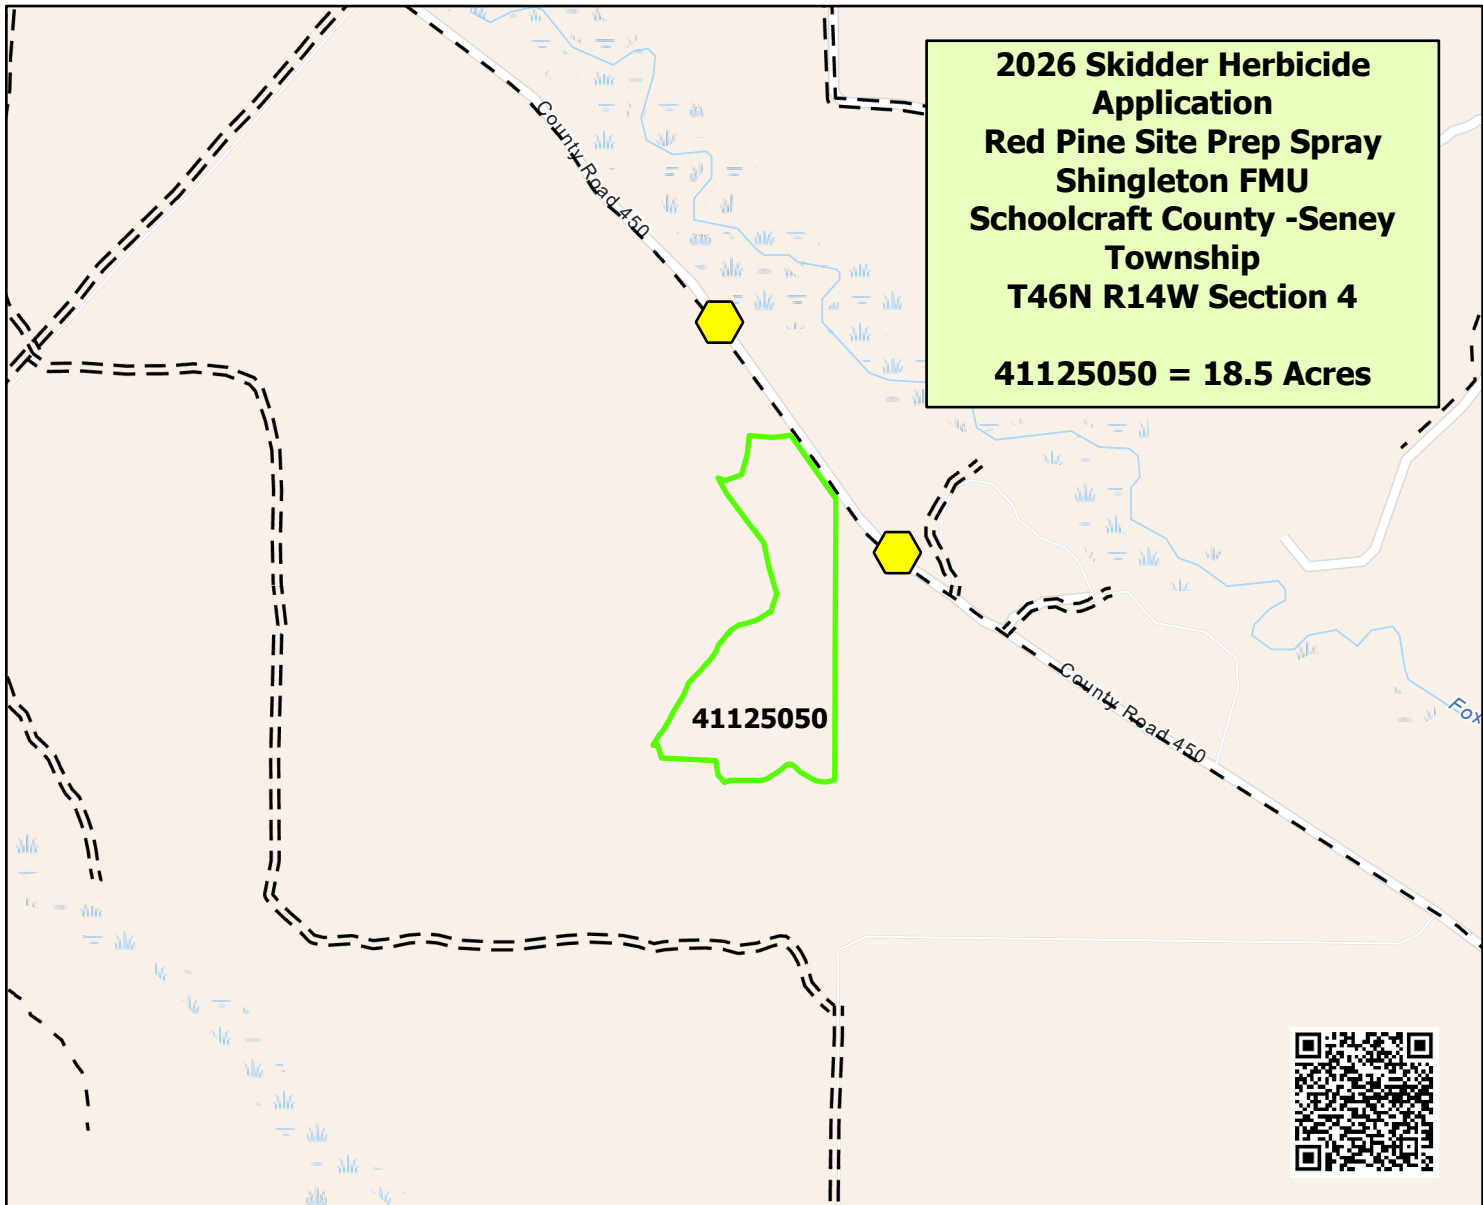 2026 Skidder Herbicide
Application
Red Pine Site Prep Spray
Shingleton FMU
Schoolcraft County -Seney
Township
T46N R14W Section 4
41125050 = 18.5 Acres
County Road 450
41125050
County Road 450
Fox